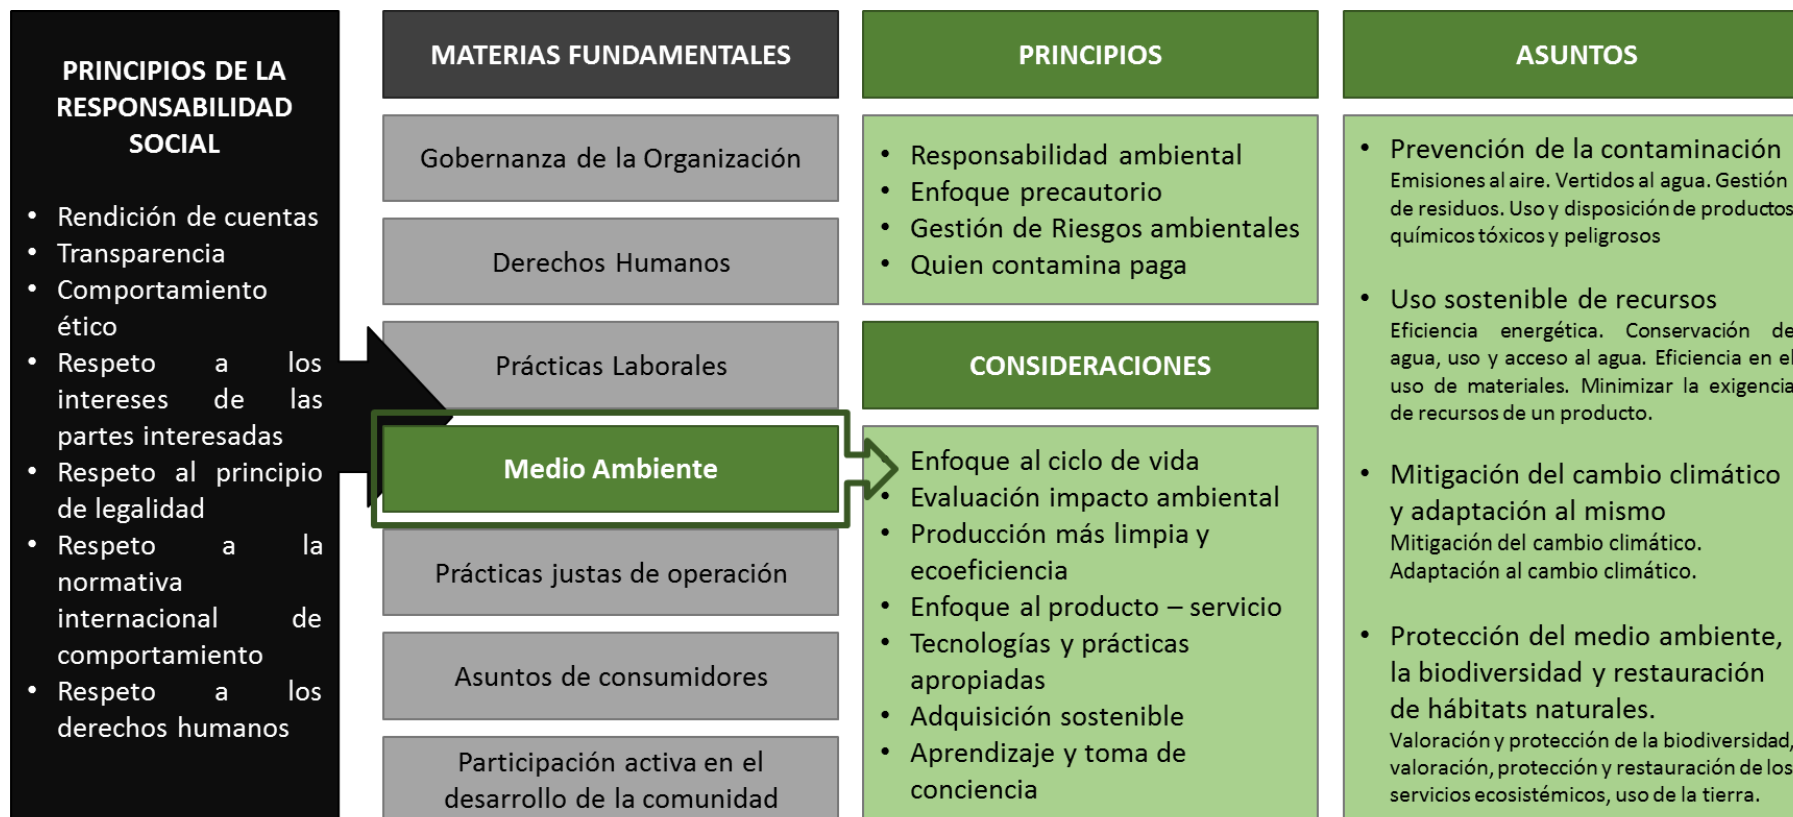 PRINCIPIOS DE LA
RESPONSABILIDAD
SOCIAL
• Rendición de cuentas
• Transparencia
• Comportamiento
ético
• Respeto a los
intereses de las
partes interesadas
• Respeto al principio
de legalidad
• Respeto a la
normativa
internacional de
comportamiento
• Respeto a los
derechos humanos
MATERIAS FUNDAMENTALES
Gobernanza de la Organización
Derechos Humanos
Prácticas Laborales
Medio Ambiente
Prácticas justas de operación
Asuntos de consumidores
Participación activa en el
desarrollo de la comunidad
PRINCIPIOS
• Responsabilidad ambiental
• Enfoque precautorio
• Gestión de Riesgos ambientales
• Quien contamina paga
CONSIDERACIONES
Enfoque al ciclo de vida
• Evaluación impacto ambiental
• Producción más limpia y
ecoeficiencia
• Enfoque al producto – servicio
• Tecnologías y prácticas
apropiadas
• Adquisición sostenible
• Aprendizaje y toma de
conciencia
ASUNTOS
• Prevención de la contaminación
Emisiones al aire. Vertidos al agua. Gestión
de residuos. Uso y disposición de productos
químicos tóxicos y peligrosos
• Uso sostenible de recursos
Eficiencia energética. Conservación de
agua, uso y acceso al agua. Eficiencia en el
uso de materiales. Minimizar la exigencia
de recursos de un producto.
• Mitigación del cambio climático
y adaptación al mismo
Mitigación del cambio climático.
Adaptación al cambio climático.
• Protección del medio ambiente,
la biodiversidad y restauración
de hábitats naturales.
Valoración y protección de la biodiversidad,
valoración, protección y restauración de los
servicios ecosistémicos, uso de la tierra.